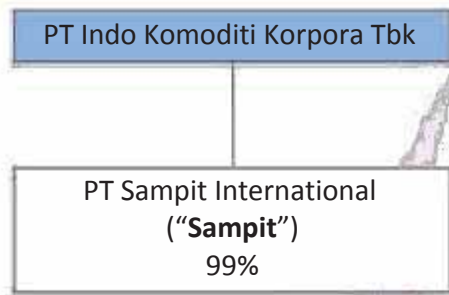 PT Indo Komoditi Korpora Tbk
PT Sampit International
(“Sampit”)
99%